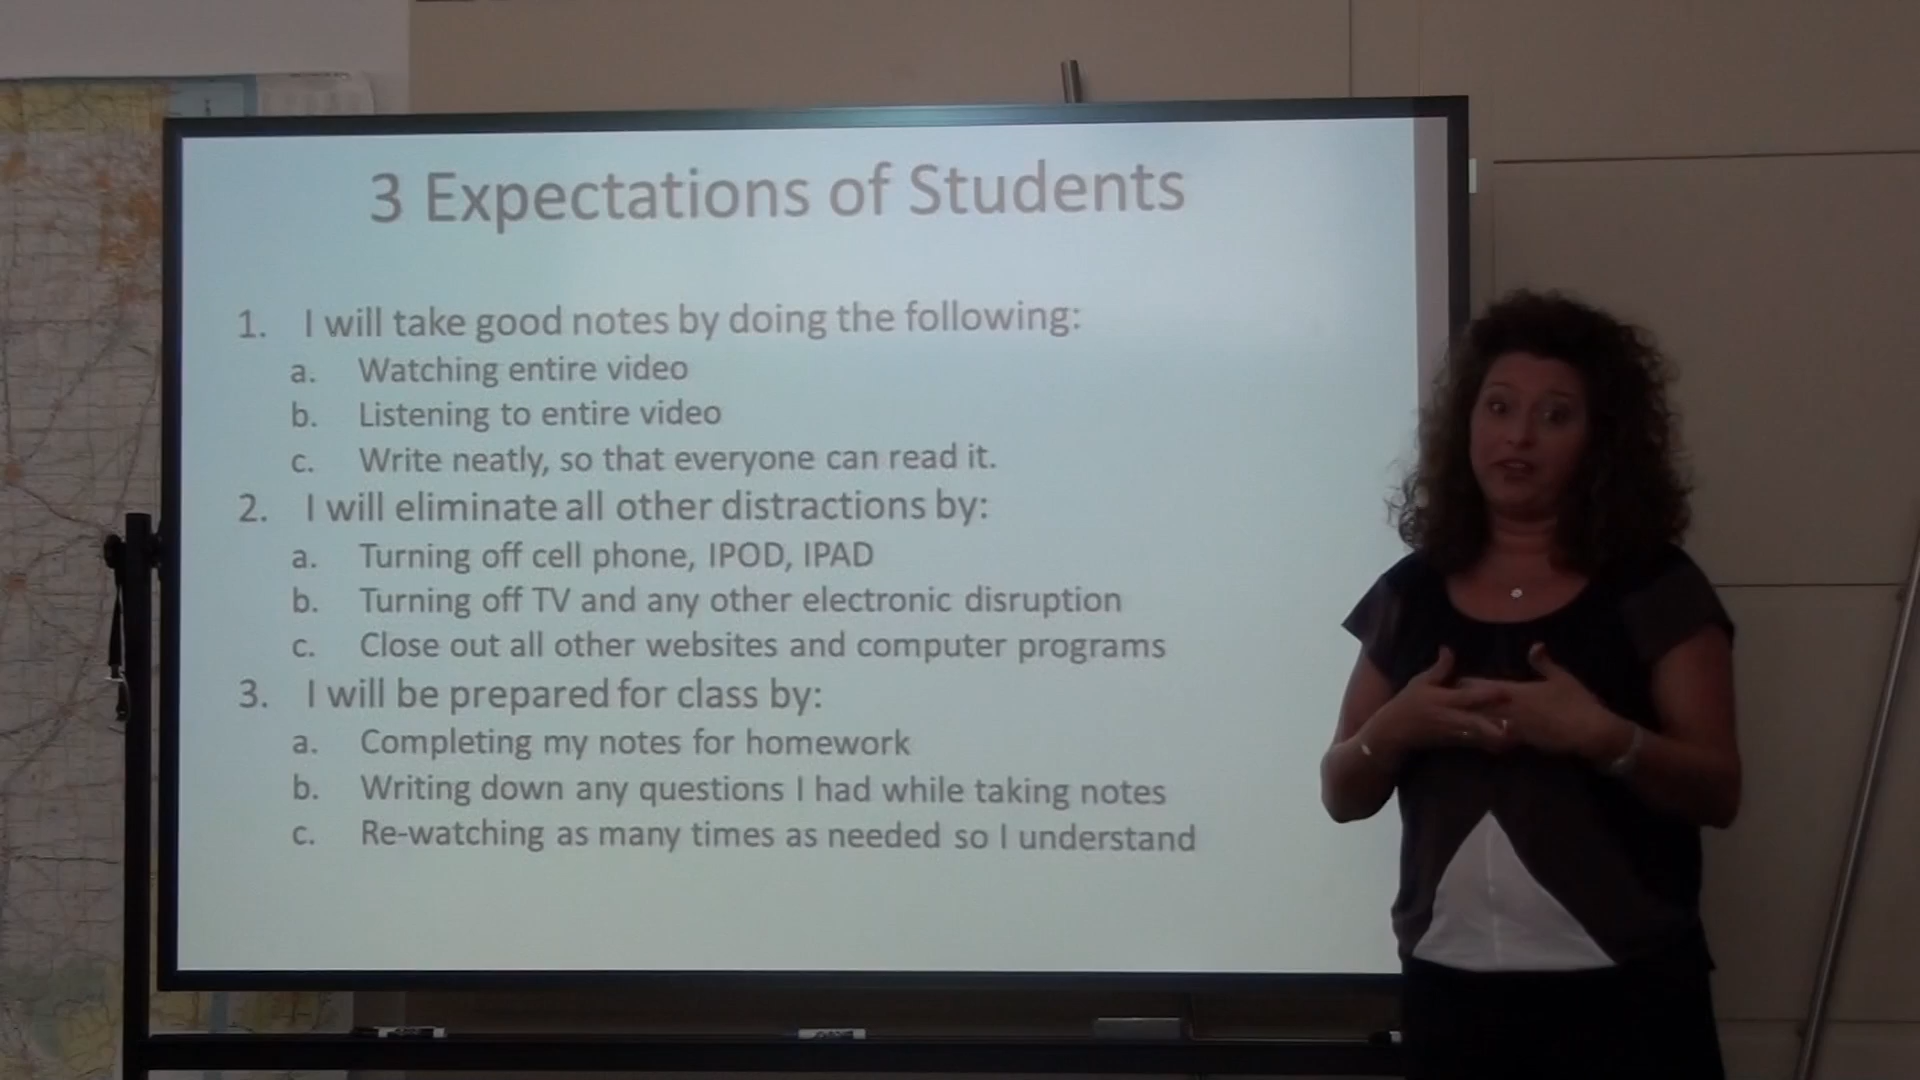 3 Expectations of Students
1. I will take good notes by doing the following:
a. Watching entire video
b. Listening to entire video
c. Write neatly, so that everyone can read it.
2. I will eliminate all other distractions by:
a. Turning off cell phone, IPOD, IPAD
b. Turning off TV and any other electronic disruption
c. Close out all other websites and computer programs
3. I will be prepared for class by:
a. Completing my notes for homework
b. Writing down any questions I had while taking notes
c. Re-watching as many times as needed so I understand